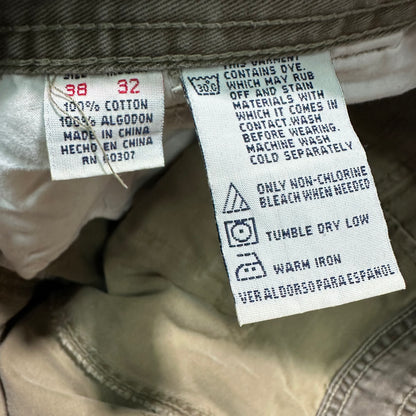 38 32
100% COTTON
100% ALGODON
MADE IN CHINA
HECHO EN CHINA
RN 60307
30.0
THIS GARMENT
CONTAINS DYE.
WHICH MAY RUB
OFF AND STAIN
MATERIALS WITH
WHICH IT COMES IN
CONTACT.WASH
BEFORE WEARING.
MACHINE WASH
COLD SEPARATELY
ONLY NON-CHLORINE
BLEACH WHEN NEEDED
TUMBLE DRY LOW
WARM IRON
VER AL DORSO PARA ESPAÑOL